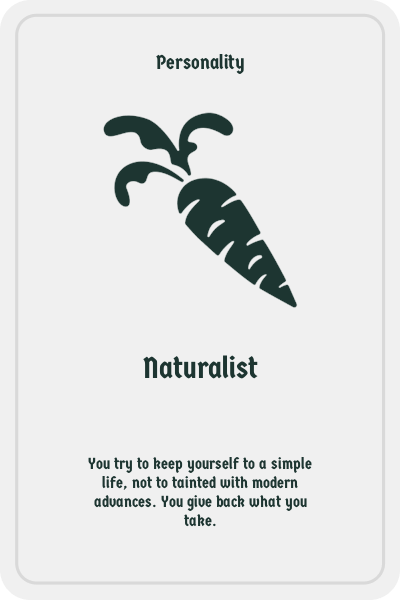 Personality
Naturalist
You try to keep yourself to a simple
life, not to tainted with modern
advances. You give back what you
take.